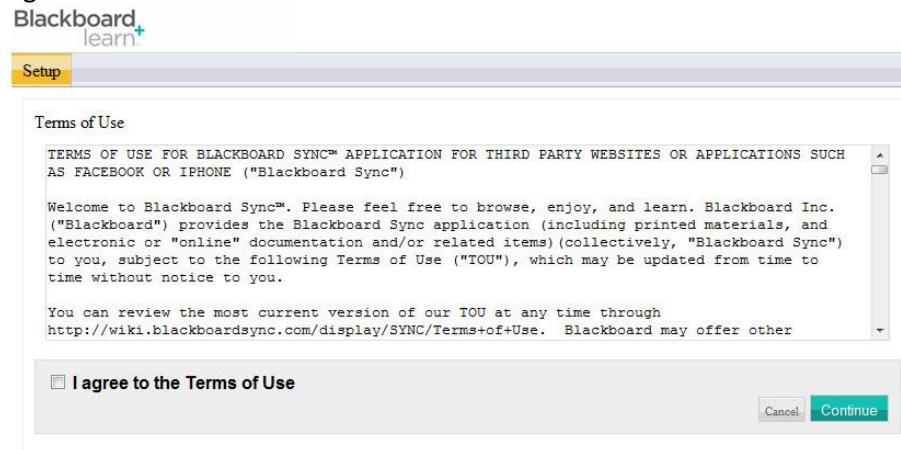 Blackboard
learn+
Setup
Terms of Use
TERMS OF USE FOR BLACKBOARD SYNC™ APPLICATION FOR THIRD PARTY WEBSITES OR APPLICATIONS SUCH
AS FACEBOOK OR IPHONE ("Blackboard Sync")
Welcome to Blackboard Sync™. Please feel free to browse, enjoy, and learn. Blackboard Inc.
("Blackboard") provides the Blackboard Sync application (including printed materials, and
electronic or "online" documentation and/or related items)(collectively, "Blackboard Sync")
to you, subject to the following Terms of Use ("TOU"), which may be updated from time to
time without notice to you.
You can review the most current version of our TOU at any time through
http://wiki.blackboardsync.com/display/SYNC/Terms+of+Use. Blackboard may offer other
I agree to the Terms of Use
Cancel Continue